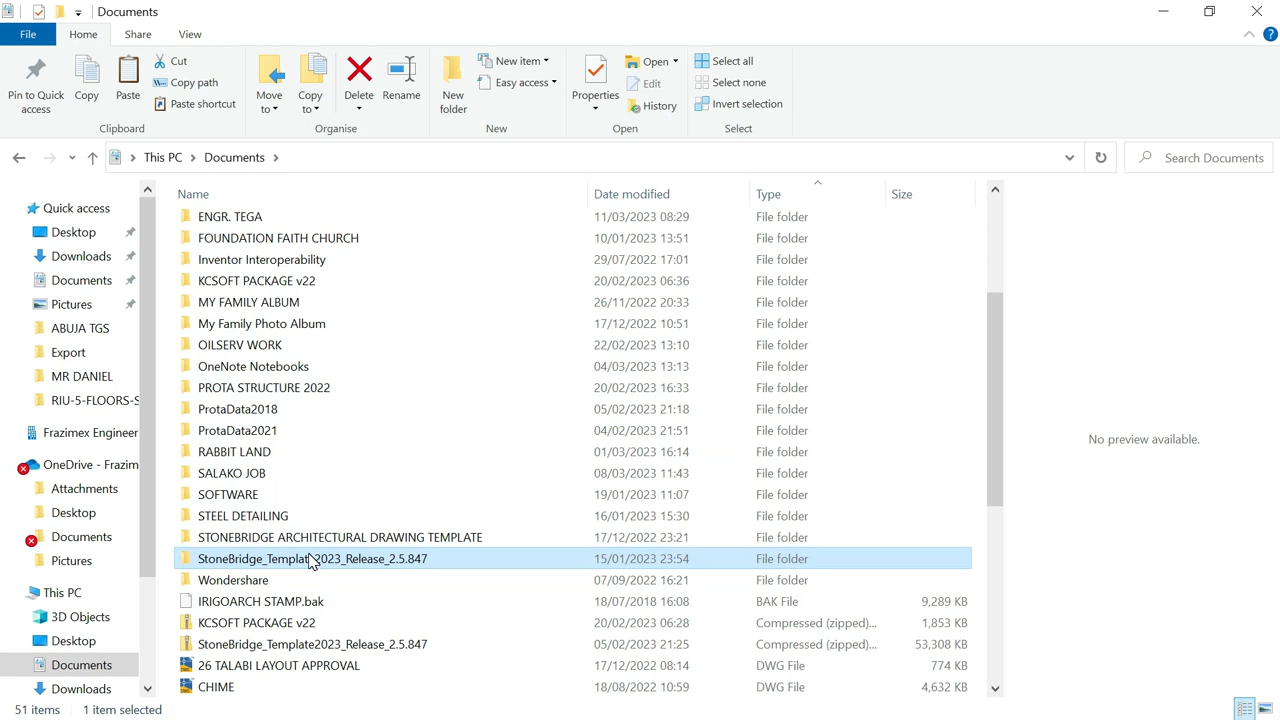 Documents
File Home Share View
Pin to Quick access
Copy
Paste
Cut
Copy path
Paste shortcut
Clipboard
Move to
Copy to
Delete
Rename
Organise
New folder
New item
Easy access
New
Properties
Open
Edit
History
Open
Select all
Select none
Invert selection
Select
This PC Documents
Search Documents
Quick access
Desktop
Downloads
Documents
Pictures
ABUJA TGS
Export
MR DANIEL
RIU-5-FLOORS-S
Frazimex Engineer
OneDrive - Frazim
Attachments
Desktop
Documents
Pictures
This PC
3D Objects
Desktop
Documents
Downloads
Name Date modified Type Size
ENGR. TEGA 11/03/2023 08:29 File folder
FOUNDATION FAITH CHURCH 10/01/2023 13:51 File folder
Inventor Interoperability 29/07/2022 17:01 File folder
KCSOFT PACKAGE v22 20/02/2023 06:36 File folder
MY FAMILY ALBUM 26/11/2022 20:33 File folder
My Family Photo Album 17/12/2022 10:51 File folder
OILSERV WORK 22/02/2023 13:10 File folder
OneNote Notebooks 04/03/2023 13:13 File folder
PROTA STRUCTURE 2022 20/02/2023 16:33 File folder
ProtaData2018 05/02/2023 21:18 File folder
ProtaData2021 04/02/2023 21:51 File folder
RABBIT LAND 01/03/2023 16:14 File folder
SALAKO JOB 08/03/2023 11:43 File folder
SOFTWARE 19/01/2023 11:07 File folder
STEEL DETAILING 16/01/2023 15:30 File folder
STONEBRIDGE ARCHITECTURAL DRAWING TEMPLATE 17/12/2022 23:21 File folder
StoneBridge_Template2023_Release_2.5.847 15/01/2023 23:54 File folder
Wondershare 07/09/2022 16:21 File folder
IRIGOARCH STAMP.bak 18/07/2018 16:08 BAK File 9,289 KB
KCSOFT PACKAGE v22 20/02/2023 06:28 Compressed (zipped)... 1,853 KB
StoneBridge_Template2023_Release_2.5.847 05/02/2023 21:25 Compressed (zipped)... 53,308 KB
26 TALABI LAYOUT APPROVAL 17/12/2022 08:14 DWG File 774 KB
CHIME 18/08/2022 10:59 DWG File 4,632 KB
No preview available.
51 items 1 item selected